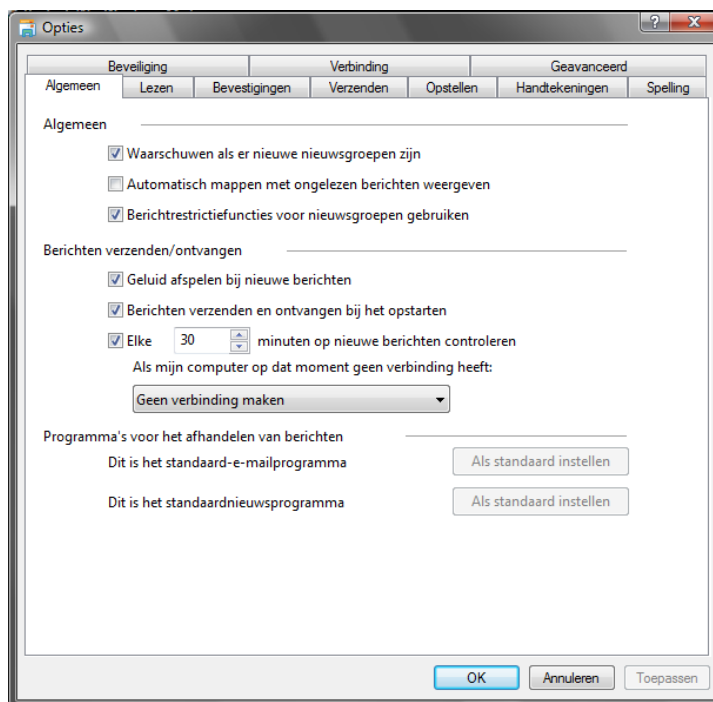 Opties
Beveiliging Verbinding Geavanceerd
Algemeen Lezen Bevestigingen Verzenden Opstellen Handtekeningen Spelling
Algemeen
Waarschuwen als er nieuwe nieuwsgroepen zijn
Automatisch mappen met ongelezen berichten weergeven
Berichtrestrictiefuncties voor nieuwsgroepen gebruiken
Berichten verzenden/ontvangen
Geluid afspelen bij nieuwe berichten
Berichten verzenden en ontvangen bij het opstarten
Elke 30 minuten op nieuwe berichten controleren
Als mijn computer op dat moment geen verbinding heeft:
Geen verbinding maken
Programma's voor het afhandelen van berichten
Dit is het standaard-e-mailprogramma Als standaard instellen
Dit is het standaardnieuwsprogramma Als standaard instellen
OK Annuleren Toepassen